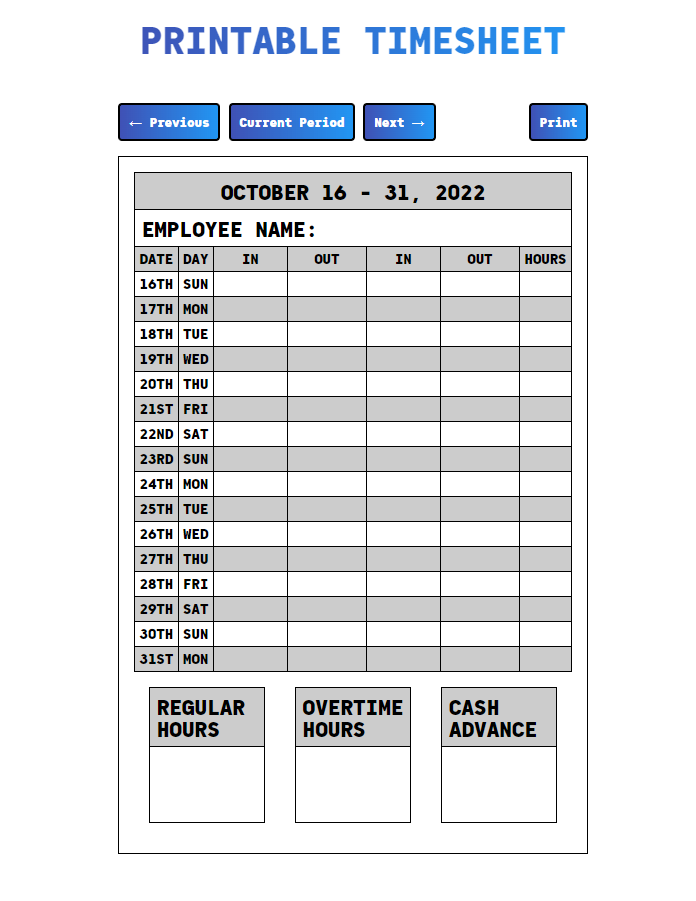 PRINTABLE TIMESHEET
← Previous Current Period Next → Print
OCTOBER 16 - 31, 2022
EMPLOYEE NAME:
DATE DAY IN OUT IN OUT HOURS
16TH SUN
17TH MON
18TH TUE
19TH WED
20TH THU
21ST FRI
22ND SAT
23RD SUN
24TH MON
25TH TUE
26TH WED
27TH THU
28TH FRI
29TH SAT
30TH SUN
31ST MON
REGULAR HOURS
OVERTIME HOURS
CASH ADVANCE